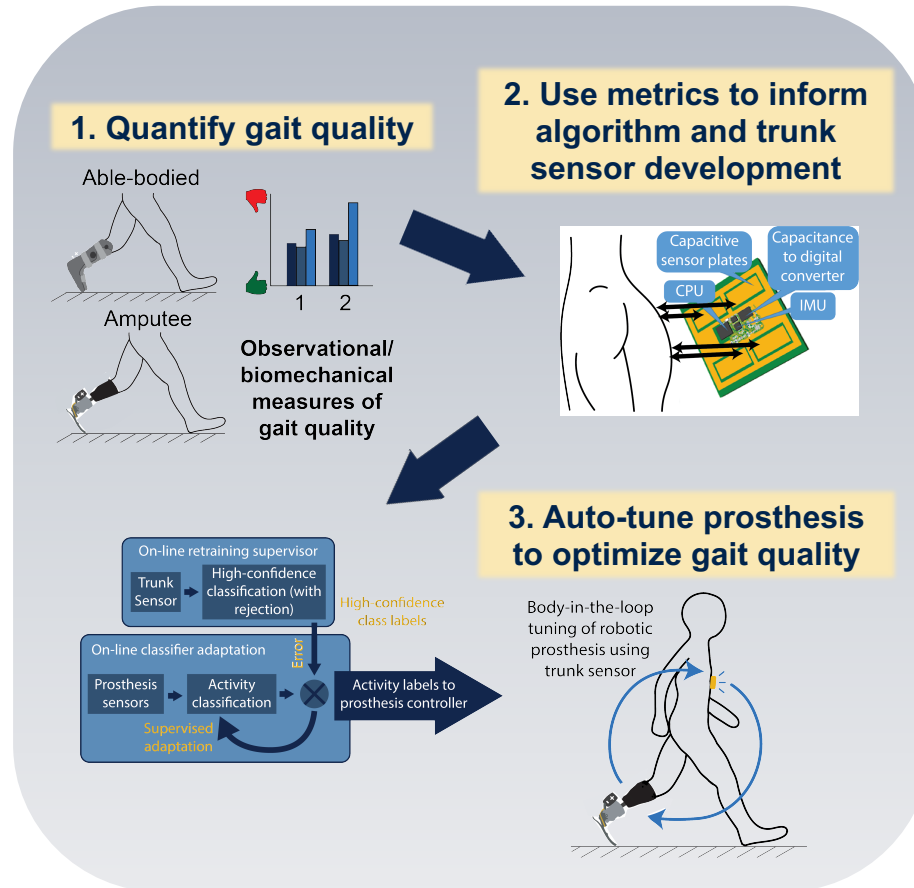 1. Quantify gait quality
Able-bodied
1
2
Amputee
Observational/
biomechanical
measures of
gait quality
2. Use metrics to inform
algorithm and trunk
sensor development
Capacitive
sensor plates
Capacitance
to digital
converter
CPU
IMU
On-line retraining supervisor
Trunk
Sensor
High-confidence
classification (with
rejection)
High-confidence
class labels
Error
On-line classifier adaptation
Prosthesis
sensors
Activity
classification
Supervised
adaptation
Activity labels to
prosthesis controller
3. Auto-tune prosthesis
to optimize gait quality
Body-in-the-loop
tuning of robotic
prosthesis using
trunk sensor